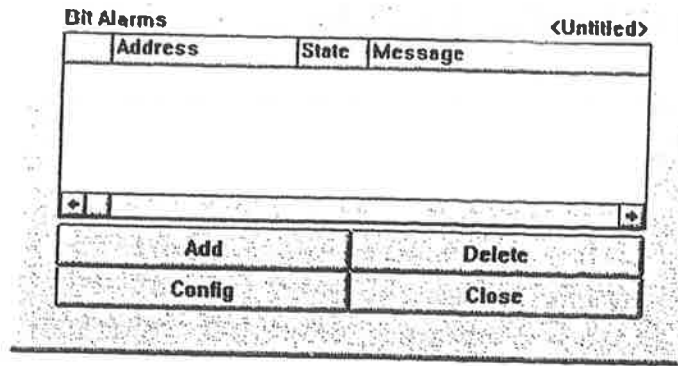 Bit Alarms <Untitled>
Address State Message
Add Delete
Config Close